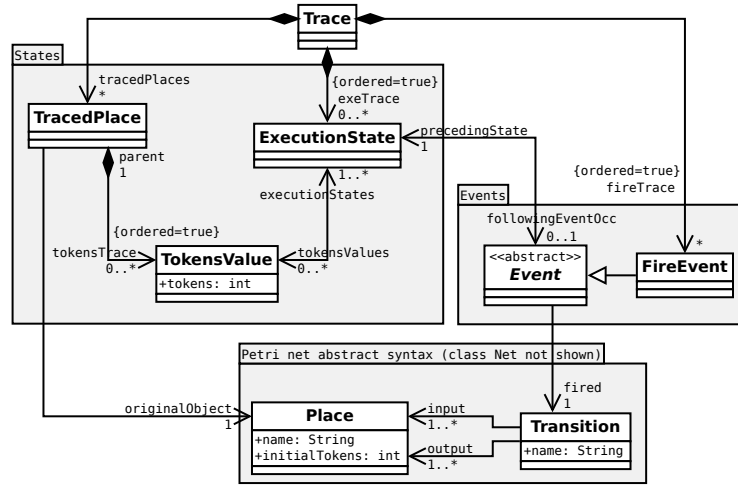 Trace
States
tracedPlaces
*
{ordered=true}
exeTrace
0..*
TracedPlace
ExecutionState
precedingState
1
parent
1
1..*
executionStates
{ordered=true}
fireTrace
*
Events
followingEventOcc
0..1
{ordered=true}
tokensTrace
0..*
TokensValue
+tokens: int
tokensValues
0..*
<<abstract>>
Event
FireEvent
Petri net abstract syntax (class Net not shown)
originalObject
1
Place
+name: String
+initialTokens: int
input
1..*
output
1..*
fired
1
Transition
+name: String